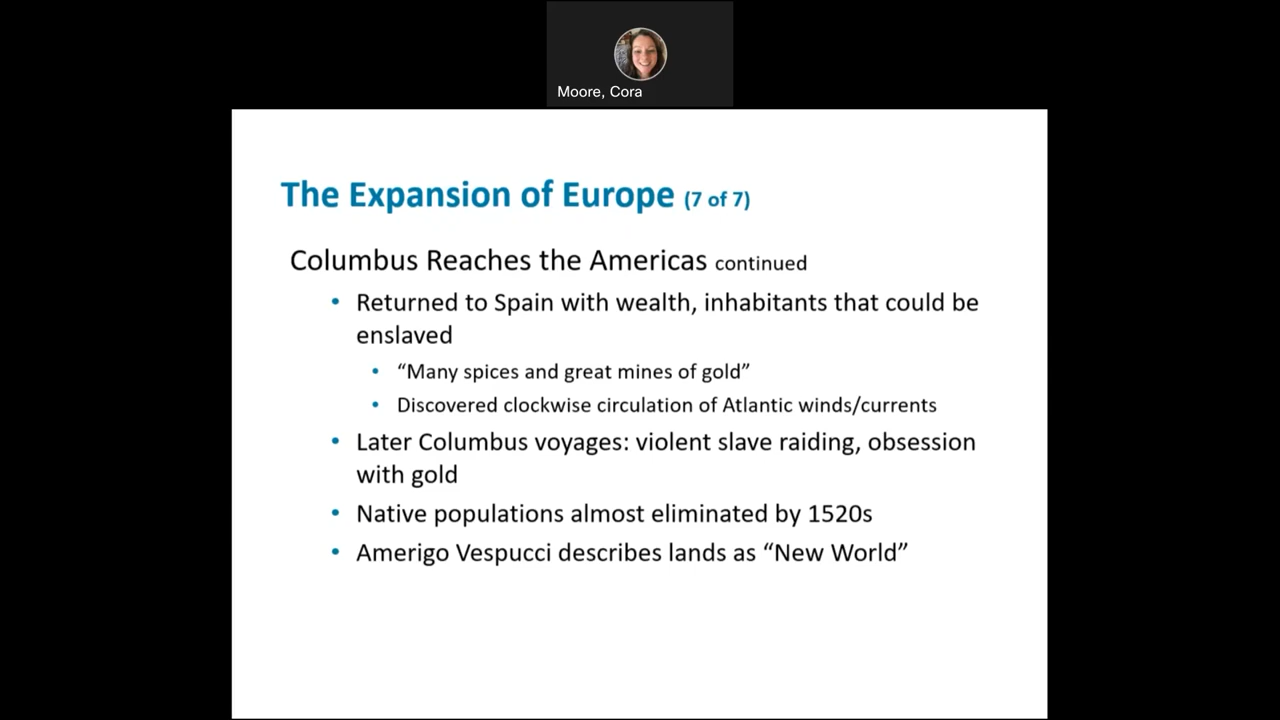 Moore, Cora
The Expansion of Europe (7 of 7)
Columbus Reaches the Americas continued
• Returned to Spain with wealth, inhabitants that could be
enslaved
• “Many spices and great mines of gold”
• Discovered clockwise circulation of Atlantic winds/currents
• Later Columbus voyages: violent slave raiding, obsession
with gold
• Native populations almost eliminated by 1520s
• Amerigo Vespucci describes lands as “New World”